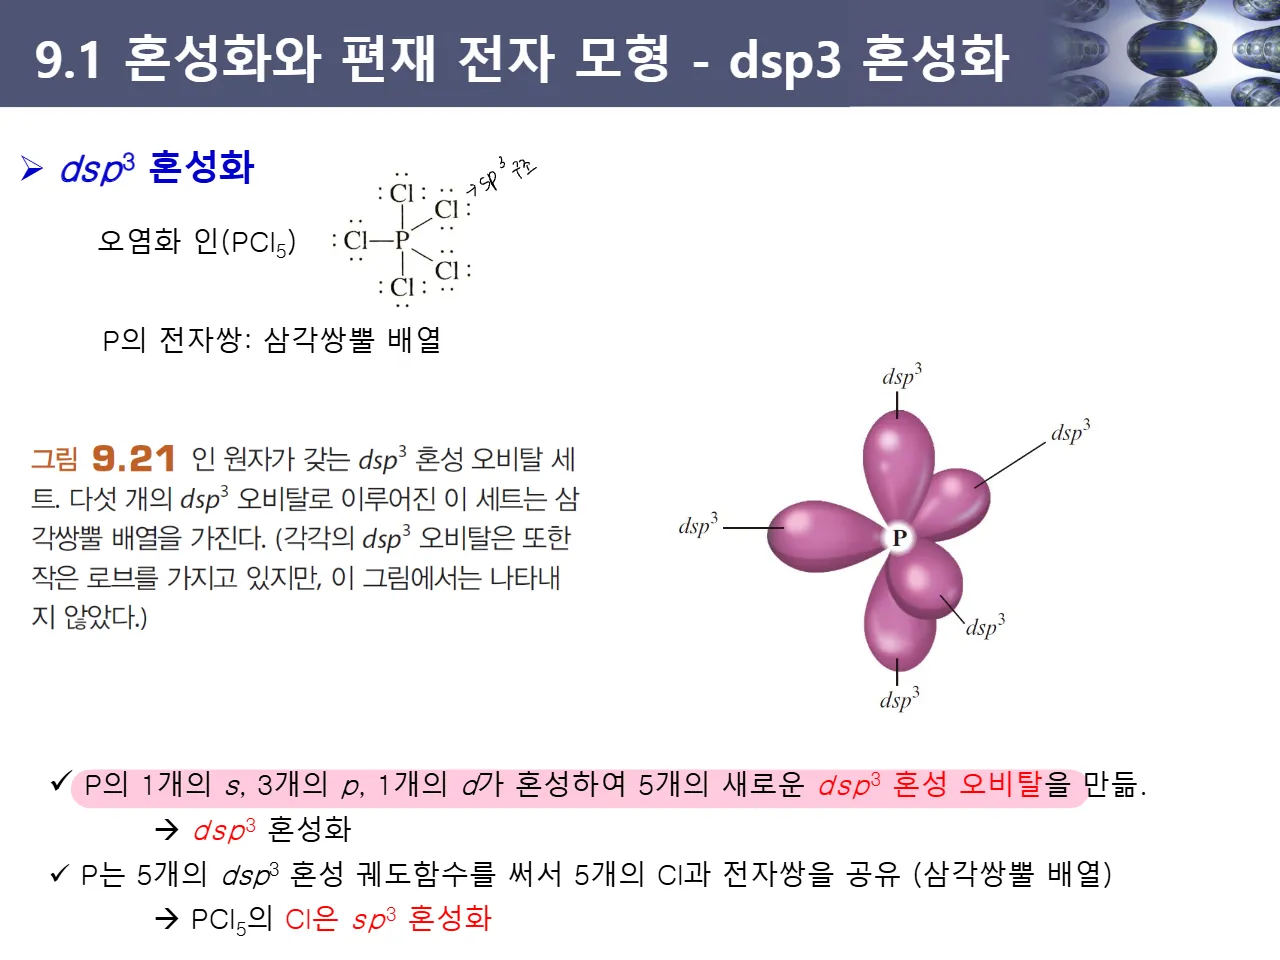 9.1 혼성화와 편재 전자 모형 - dsp3 혼성화
➢ dsp³ 혼성화
오염화 인(PCl₅)
:Cl:
Cl:
:Cl—P
Cl:
:Cl:
→ sp³ 구조
P의 전자쌍: 삼각쌍뿔 배열
그림 9.21 인 원자가 갖는 dsp³ 혼성 오비탈 세
트. 다섯 개의 dsp³ 오비탈로 이루어진 이 세트는 삼
각쌍뿔 배열을 가진다. (각각의 dsp³ 오비탈은 또한
작은 로브를 가지고 있지만, 이 그림에서는 나타내
지 않았다.)
dsp³
dsp³
dsp³
P
dsp³
dsp³
✓ P의 1개의 s, 3개의 p, 1개의 d가 혼성하여 5개의 새로운 dsp³ 혼성 오비탈을 만듦.
→ dsp³ 혼성화
✓ P는 5개의 dsp³ 혼성 궤도함수를 써서 5개의 Cl과 전자쌍을 공유 (삼각쌍뿔 배열)
→ PCl₅의 Cl은 sp³ 혼성화